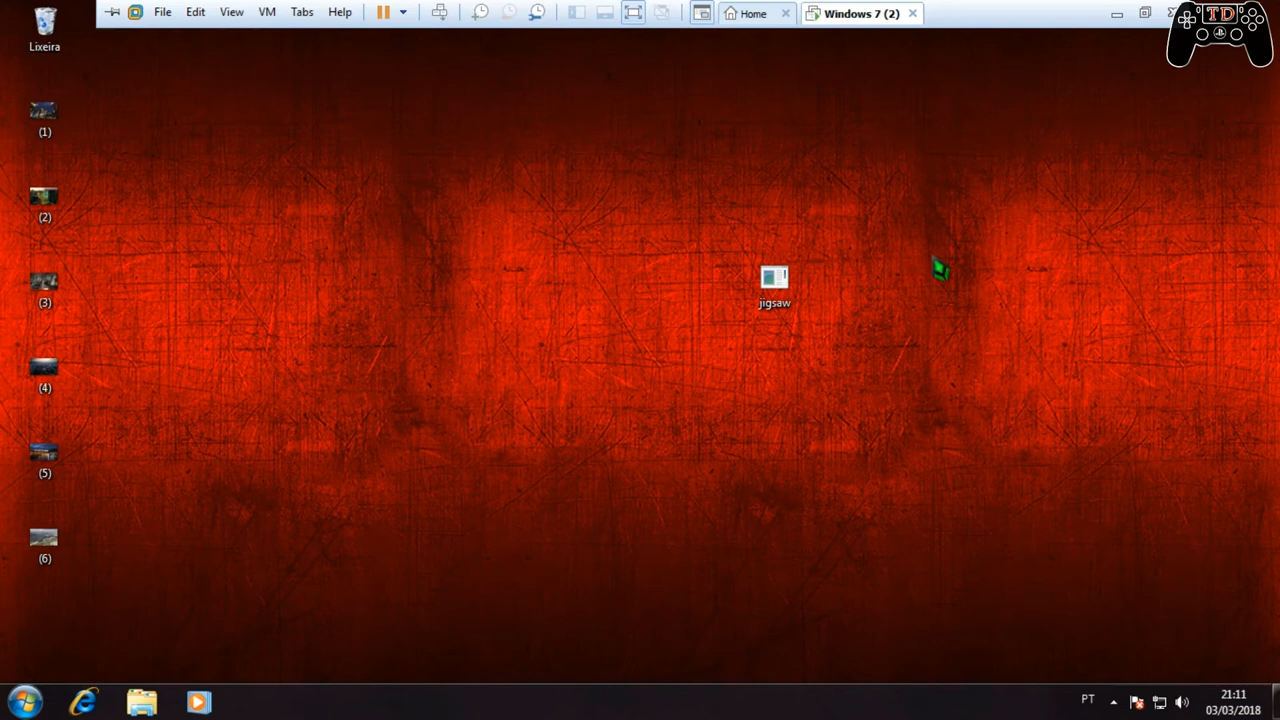 File Edit View VM Tabs Help
Home
Windows 7 (2)
TD
Lixeira
(1)
(2)
(3)
jigsaw
(4)
(5)
(6)
PT
21:11
03/03/2018